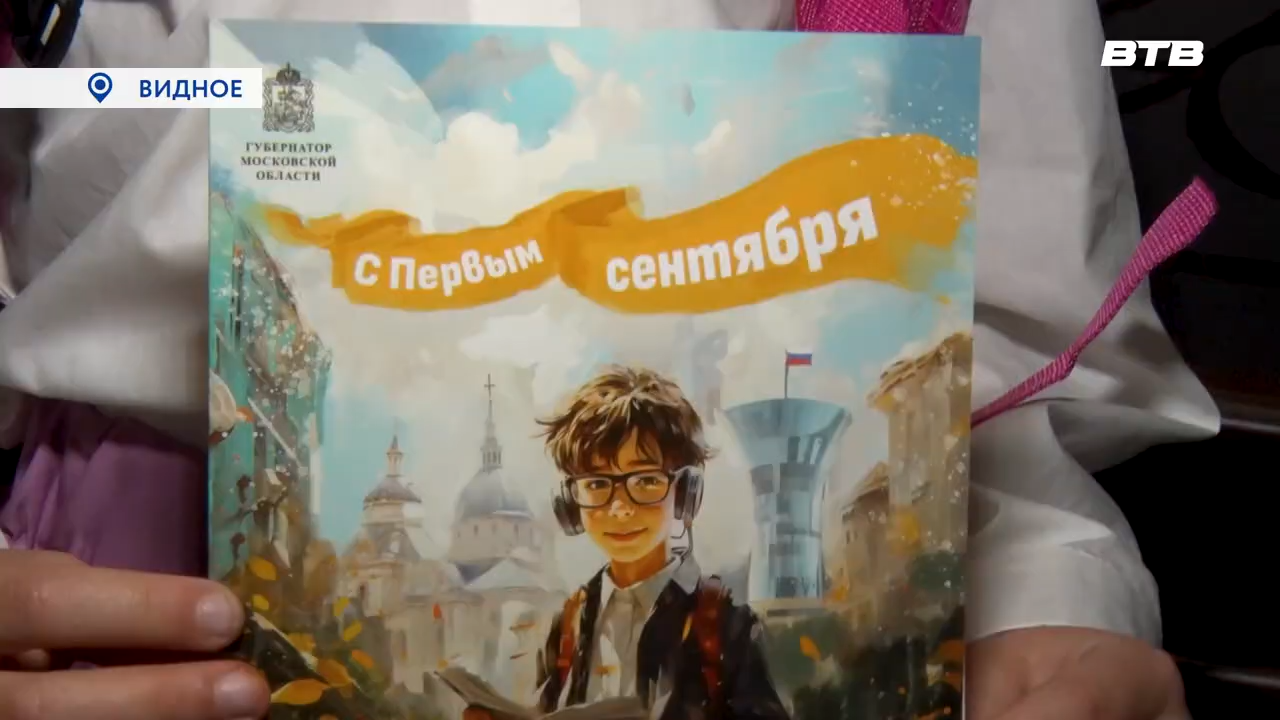 ВТВ
ВИДНОЕ
ГУБЕРНАТОР
МОСКОВСКОЙ
ОБЛАСТИ
С Первым сентября